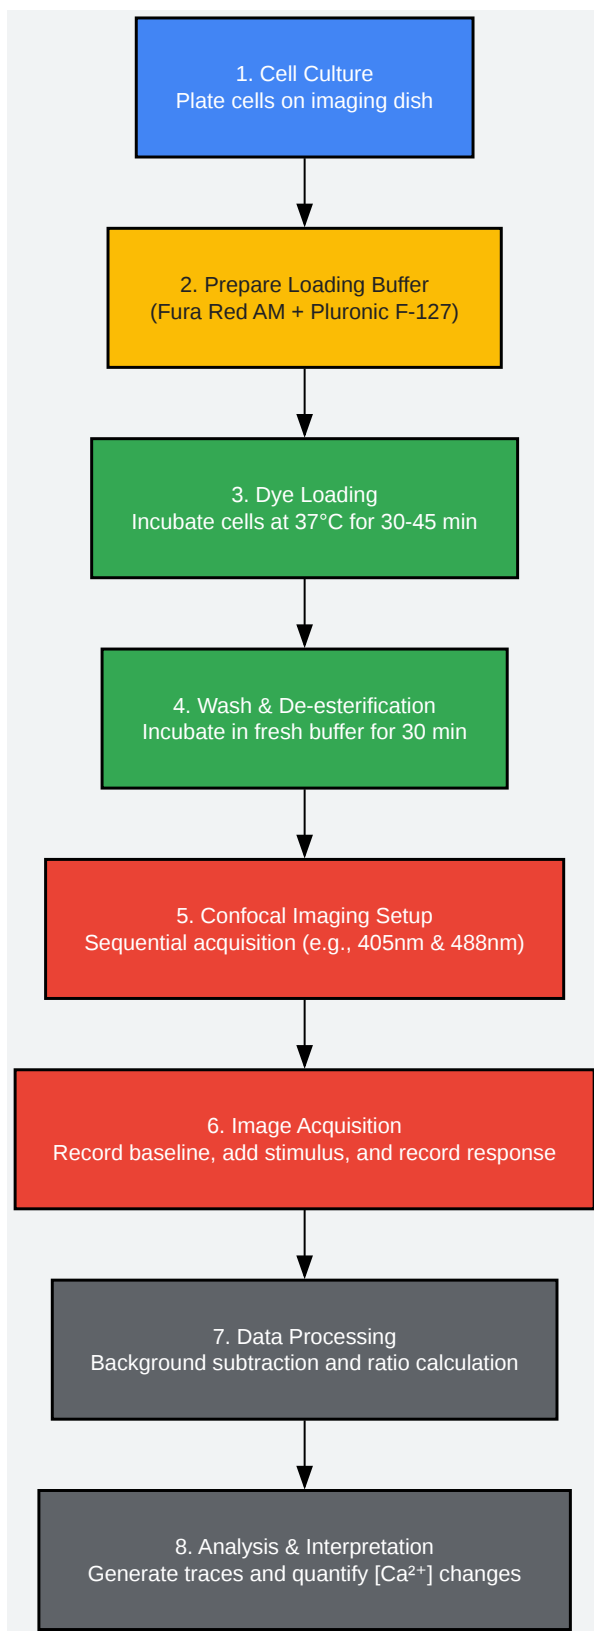 1. Cell Culture
Plate cells on imaging dish
2. Prepare Loading Buffer
(Fura Red AM + Pluronic F-127)
3. Dye Loading
Incubate cells at 37°C for 30-45 min
4. Wash & De-esterification
Incubate in fresh buffer for 30 min
5. Confocal Imaging Setup
Sequential acquisition (e.g., 405nm & 488nm)
6. Image Acquisition
Record baseline, add stimulus, and record response
7. Data Processing
Background subtraction and ratio calculation
8. Analysis & Interpretation
Generate traces and quantify [Ca²⁺] changes